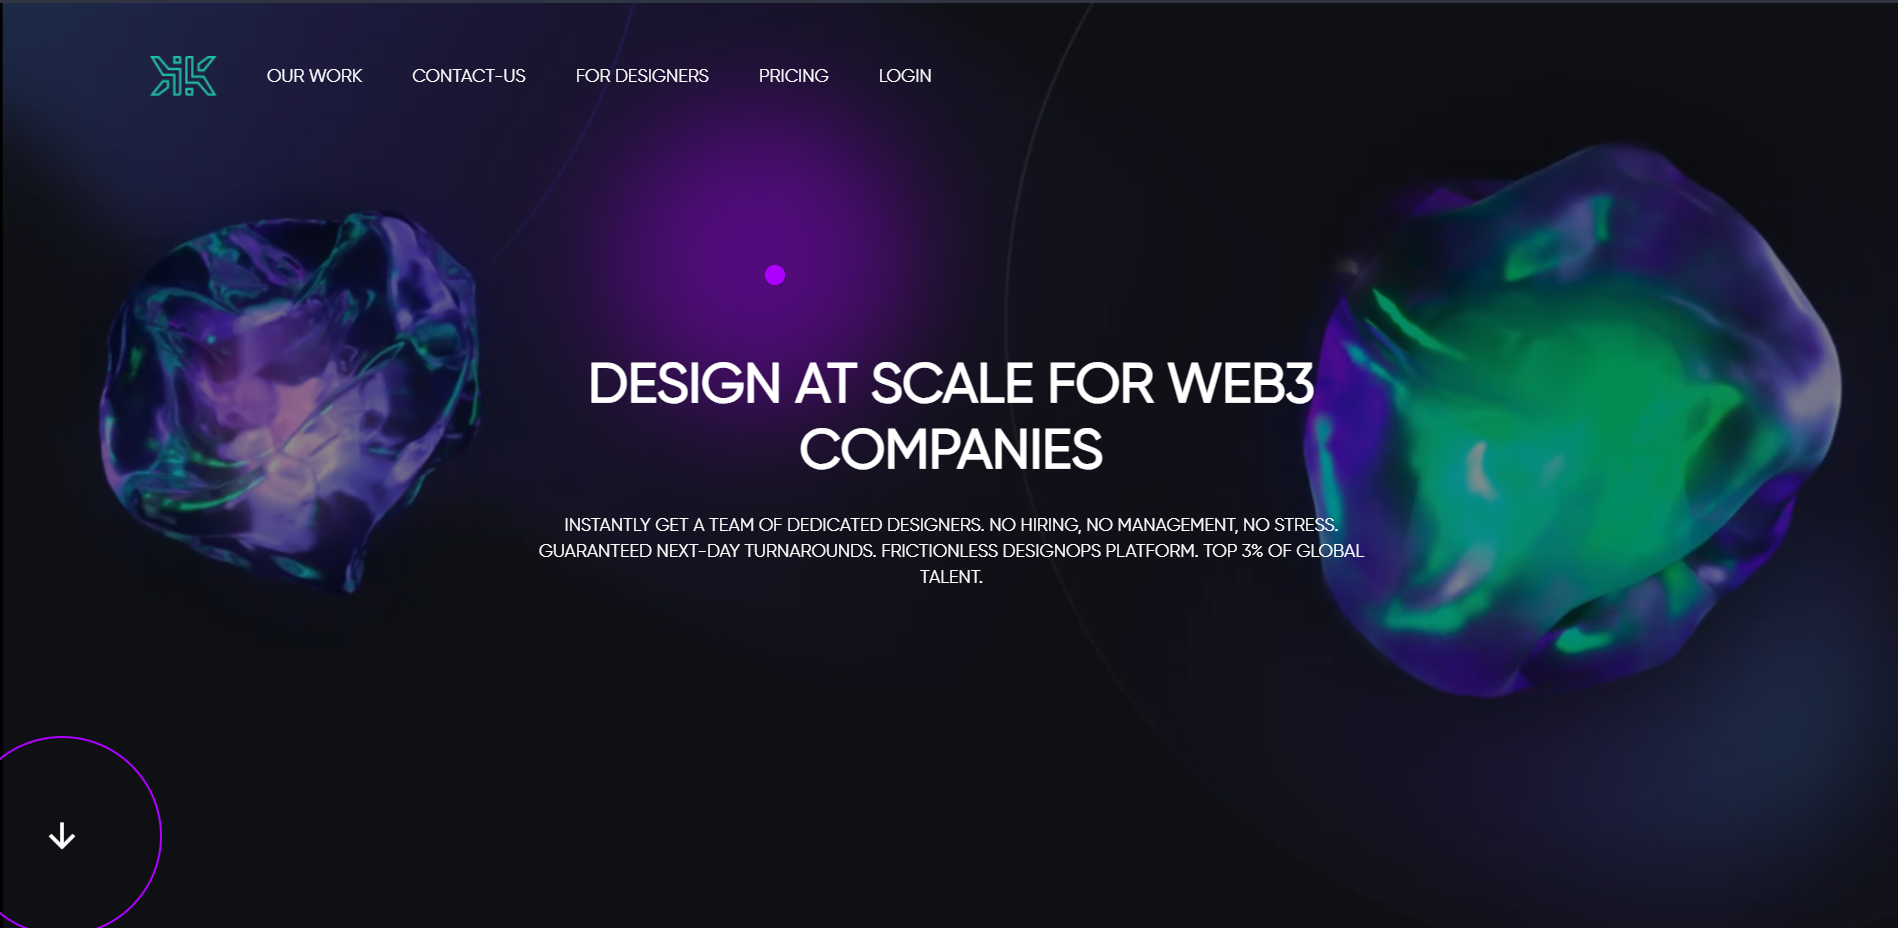 OUR WORK CONTACT-US FOR DESIGNERS PRICING LOGIN
DESIGN AT SCALE FOR WEB3
COMPANIES
INSTANTLY GET A TEAM OF DEDICATED DESIGNERS. NO HIRING, NO MANAGEMENT, NO STRESS.
GUARANTEED NEXT-DAY TURNAROUNDS. FRICTIONLESS DESIGNOPS PLATFORM. TOP 3% OF GLOBAL
TALENT.